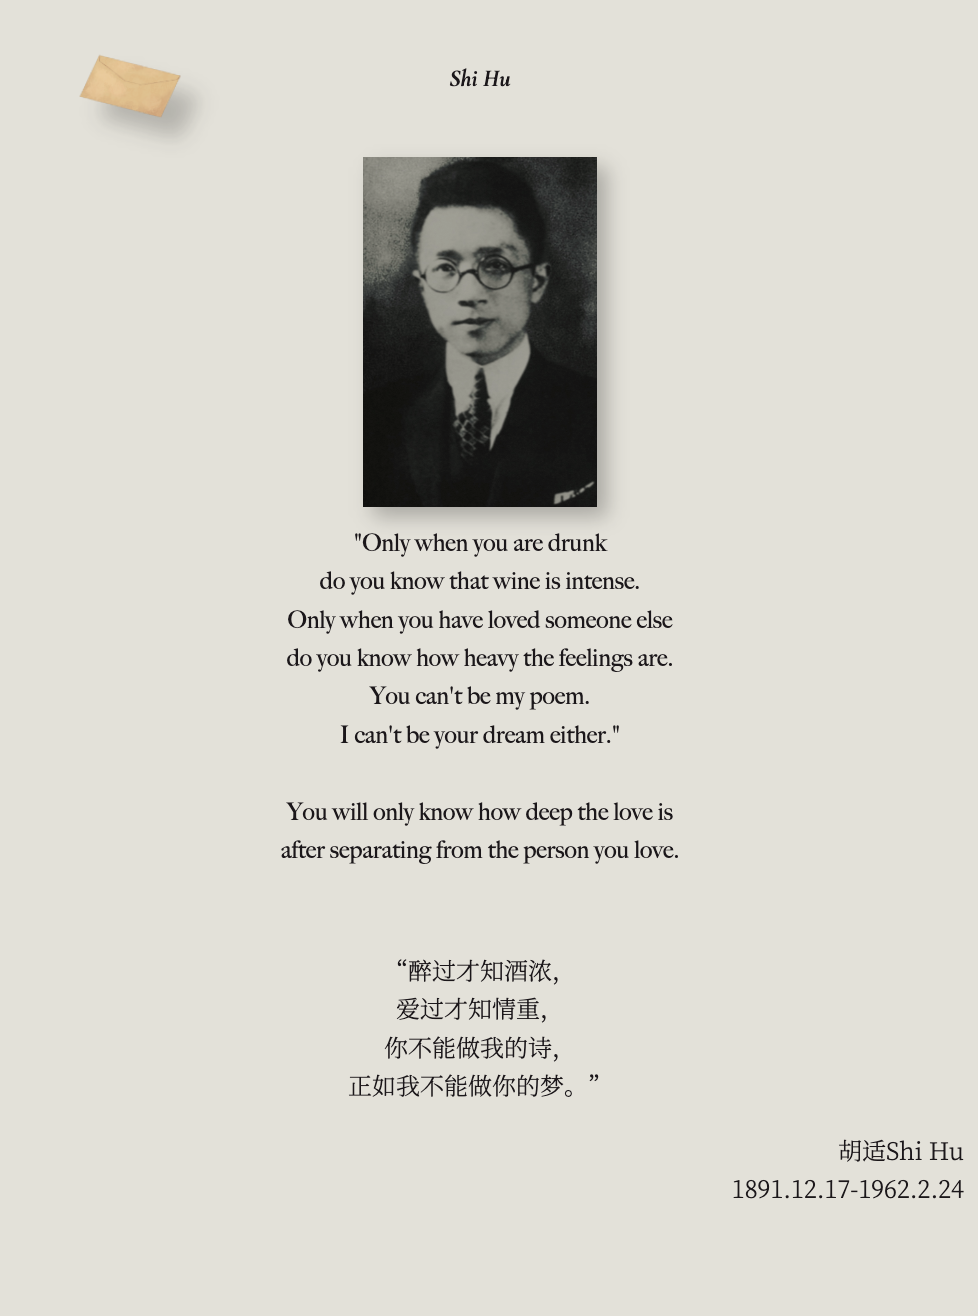 Shi Hu
"Only when you are drunk
do you know that wine is intense.
Only when you have loved someone else
do you know how heavy the feelings are.
You can't be my poem.
I can't be your dream either."
You will only know how deep the love is
after separating from the person you love.
“醉过才知酒浓,
爱过才知情重,
你不能做我的诗,
正如我不能做你的梦。”
胡适Shi Hu
1891.12.17-1962.2.24